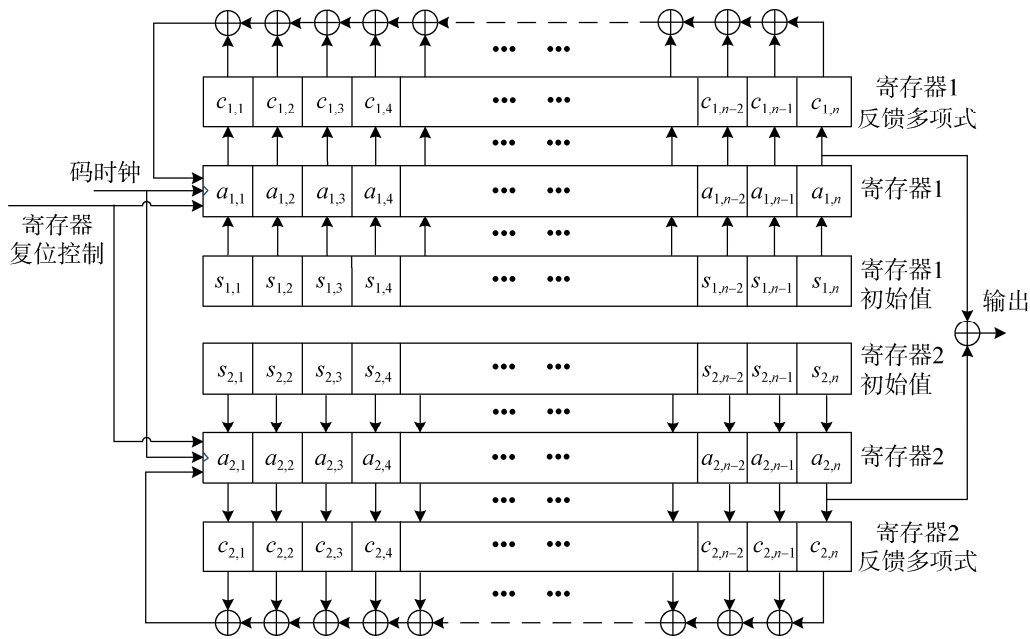 ... ...
c1,1 c1,2 c1,3 c1,4 ... ... c1,n−2 c1,n−1 c1,n
寄存器1
反馈多项式
... ...
码时钟
a1,1 a1,2 a1,3 a1,4 ... ... a1,n−2 a1,n−1 a1,n
寄存器1
寄存器
复位控制
... ...
s1,1 s1,2 s1,3 s1,4 ... ... s1,n−2 s1,n−1 s1,n
寄存器1
初始值
输出
s2,1 s2,2 s2,3 s2,4 ... ... s2,n−2 s2,n−1 s2,n
寄存器2
初始值
... ...
a2,1 a2,2 a2,3 a2,4 ... ... a2,n−2 a2,n−1 a2,n
寄存器2
... ...
c2,1 c2,2 c2,3 c2,4 ... ... c2,n−2 c2,n−1 c2,n
寄存器2
反馈多项式
... ...